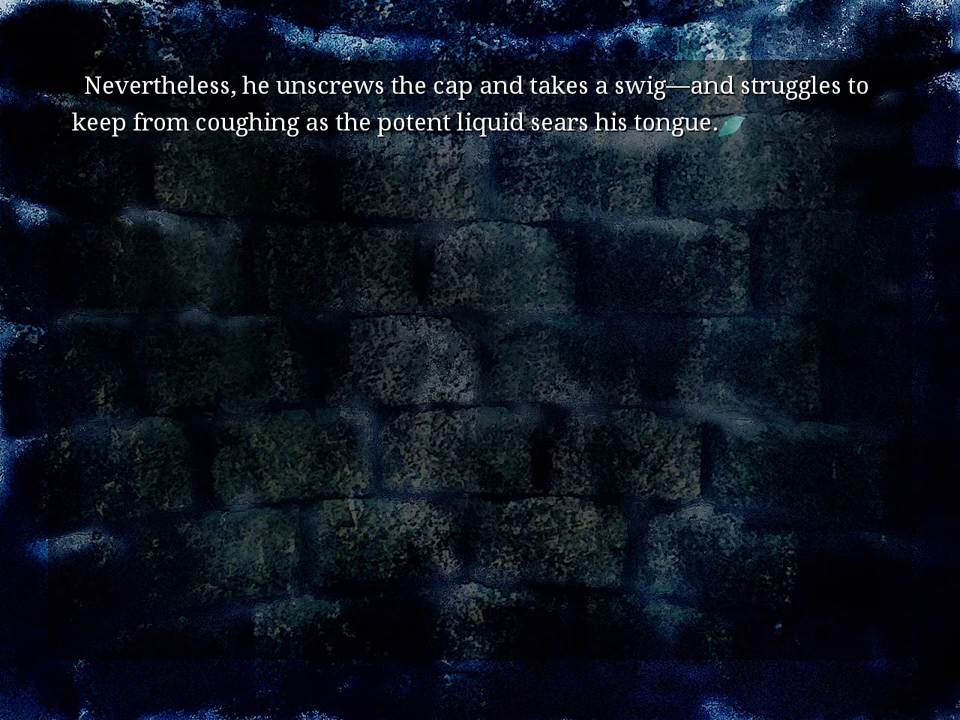 Nevertheless, he unscrews the cap and takes a swig—and struggles to
keep from coughing as the potent liquid sears his tongue.